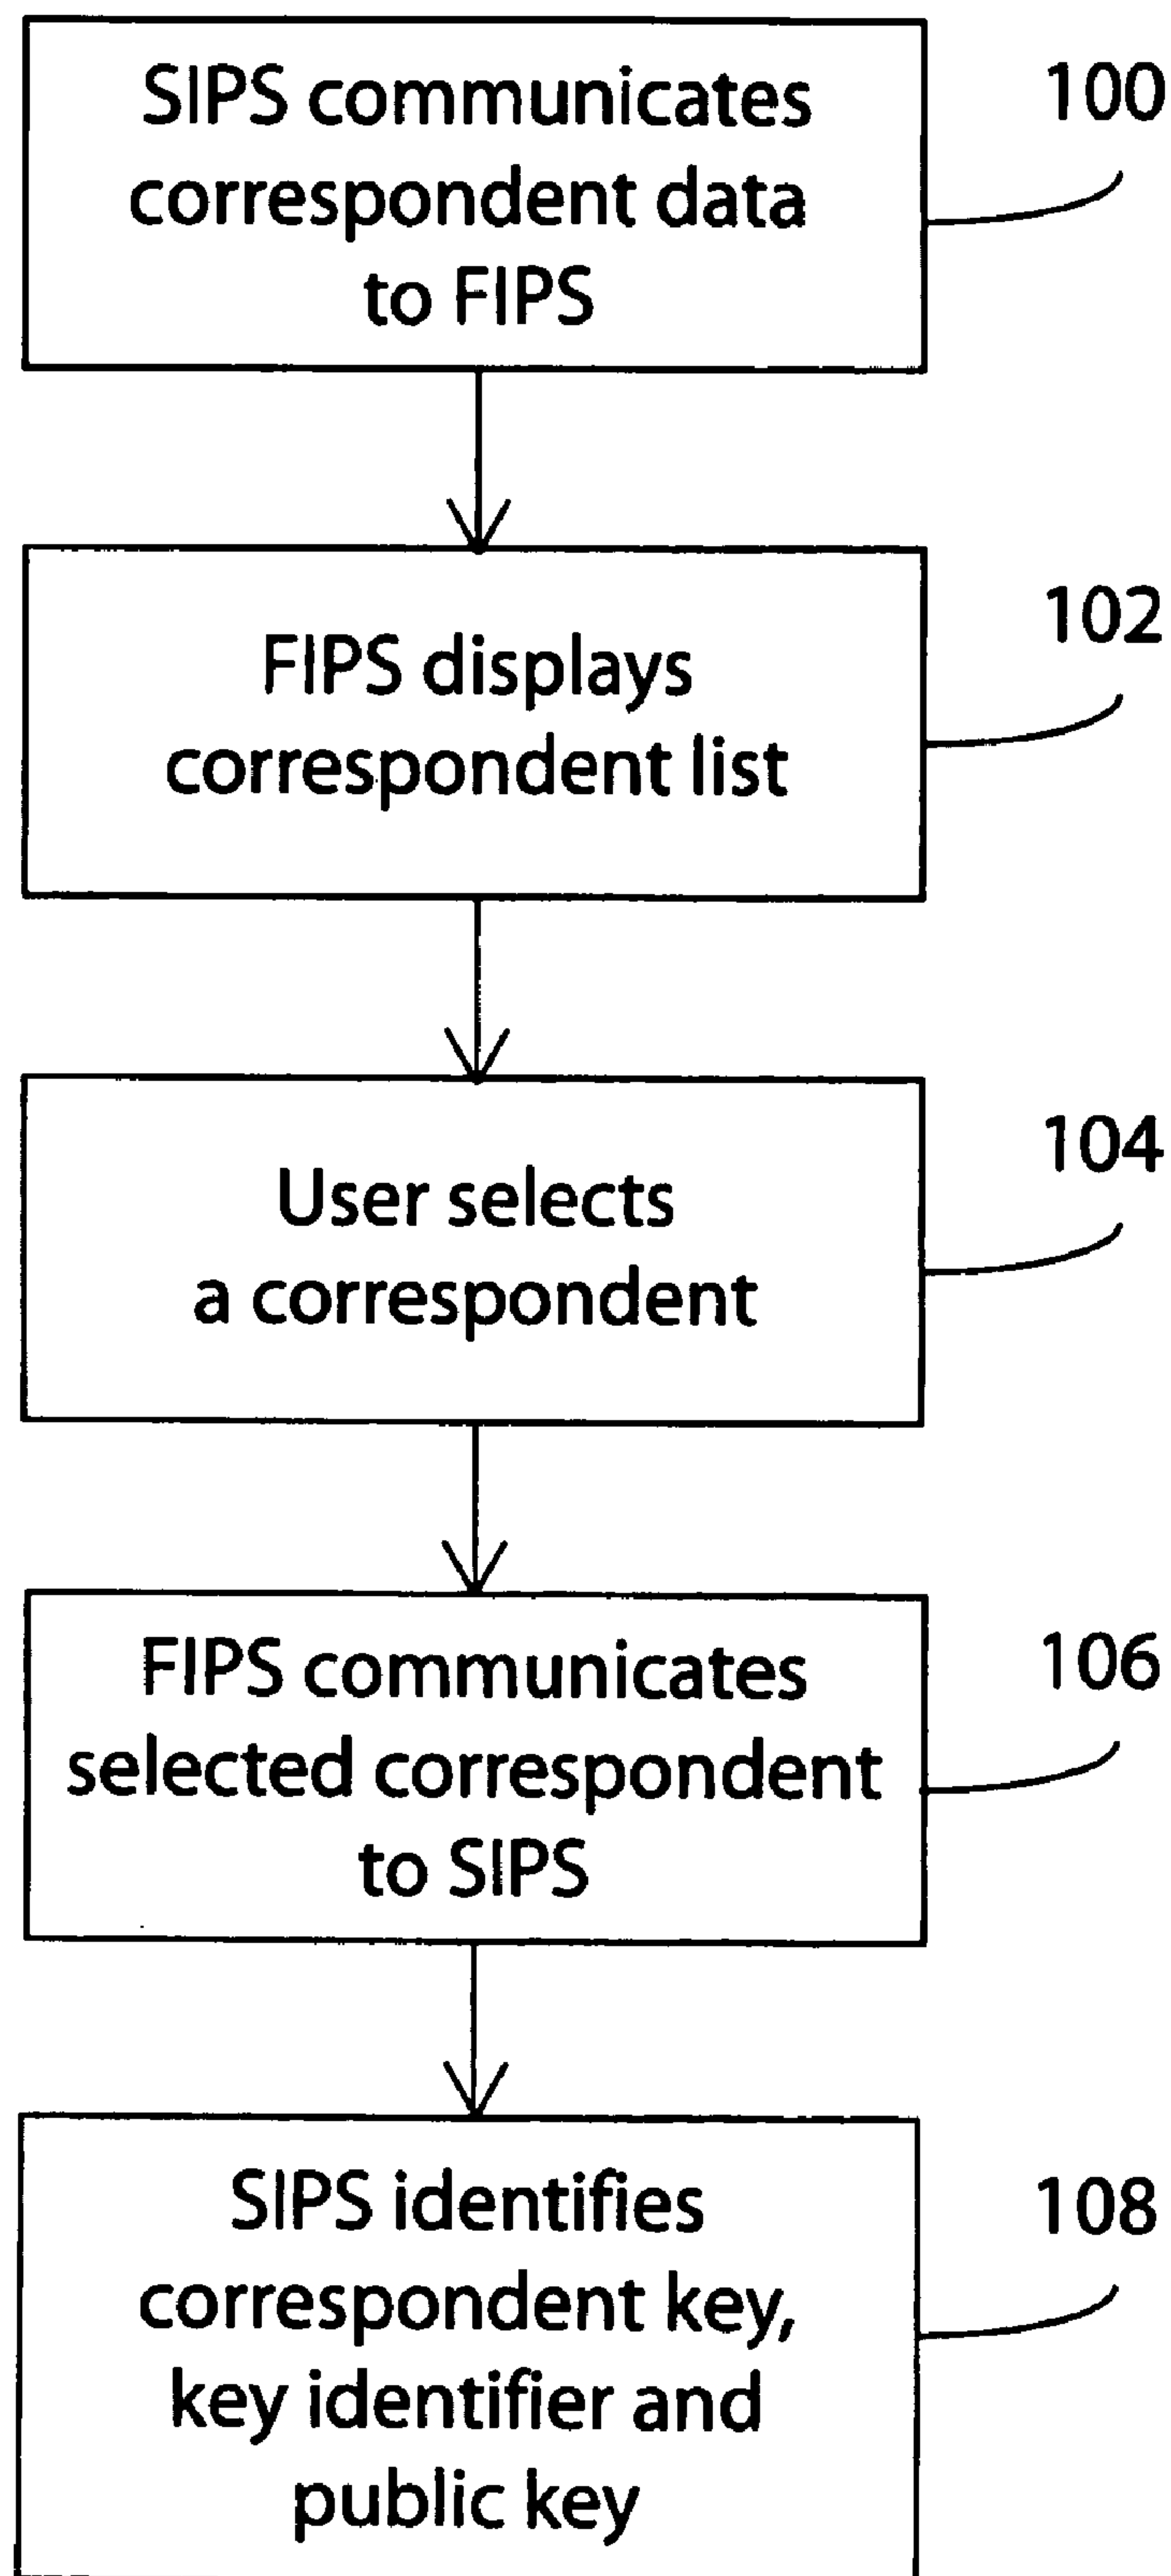 SIPS communicates
correspondent data
to FIPS
100
FIPS displays
correspondent list
102
User selects
a correspondent
104
FIPS communicates
selected correspondent
to SIPS
106
SIPS identifies
correspondent key,
key identifier and
public key
108